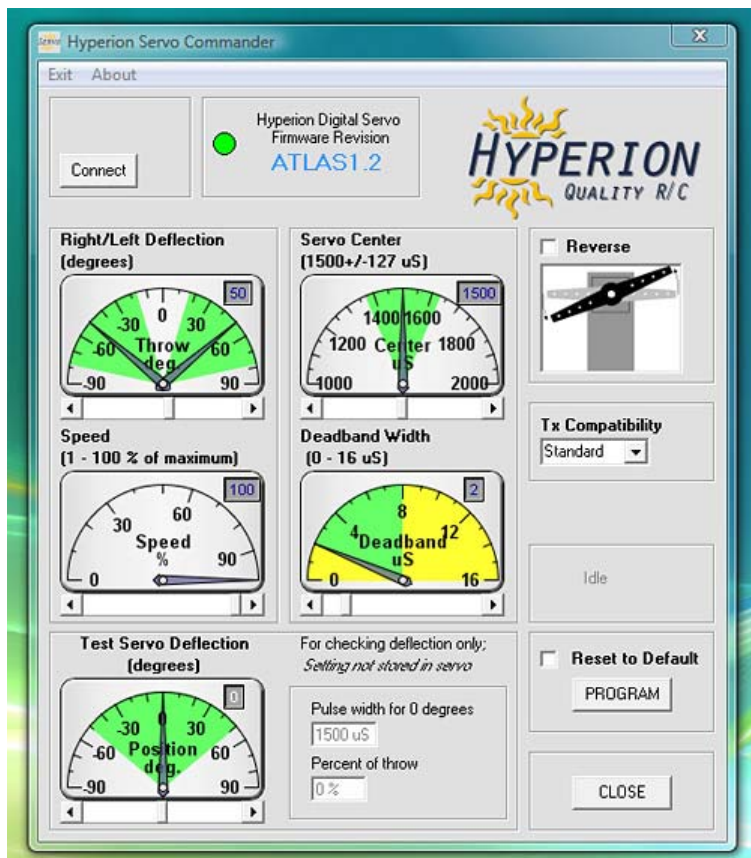 Servo
Hyperion Servo Commander
X
Exit About
Connect
Hyperion Digital Servo
Firmware Revision
ATLAS1.2
HYPERION
QUALITY R/C
Right/Left Deflection
(degrees)
50
-90 -60 -30 0 30 60 90
Throw
deg.
Servo Center
(1500+/-127 uS)
1500
1000 1200 1400 1600 1800 2000
Center
uS
Reverse
Speed
(1 - 100 % of maximum)
100
0 30 60 90
Speed
%
Deadband Width
(0 - 16 uS)
2
0 4 8 12 16
Deadband
uS
Tx Compatibility
Standard
Idle
Test Servo Deflection
(degrees)
0
-90 -60 -30 0 30 60 90
Position
deg.
For checking deflection only;
Setting not stored in servo
Pulse width for 0 degrees
1500 uS
Percent of throw
0 %
Reset to Default
PROGRAM
CLOSE